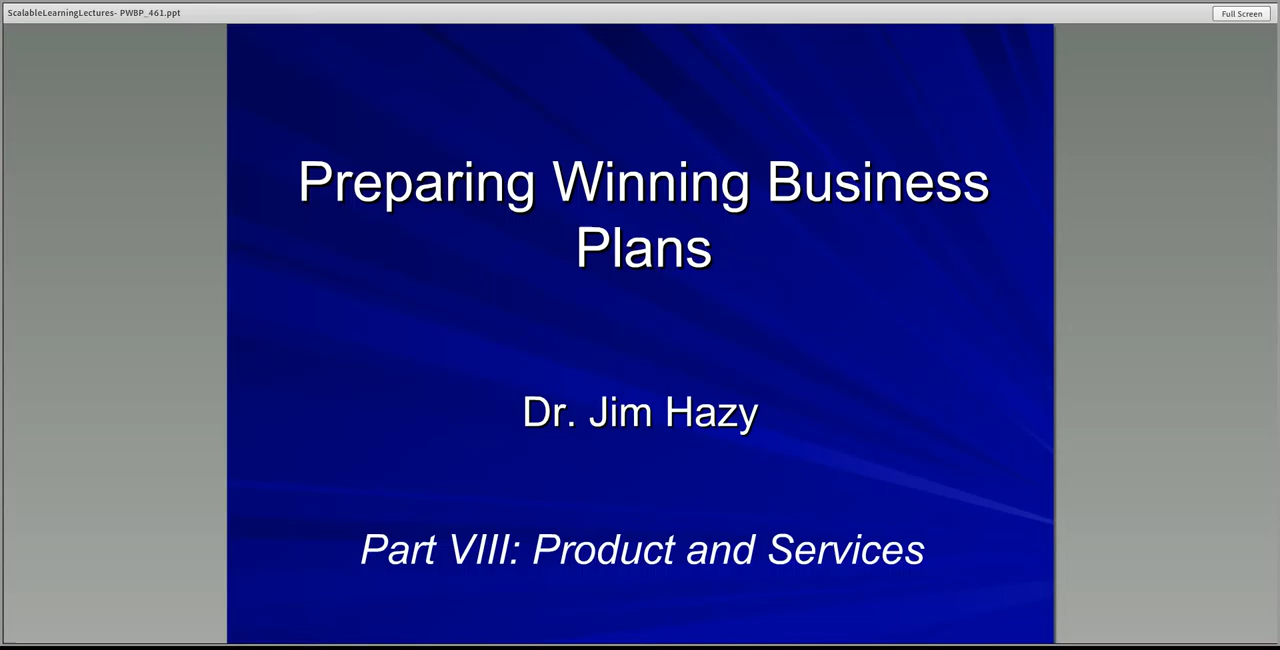 ScalableLearningLectures- PWBP_461.ppt
Full Screen
Preparing Winning Business
Plans
Dr. Jim Hazy
Part VIII: Product and Services